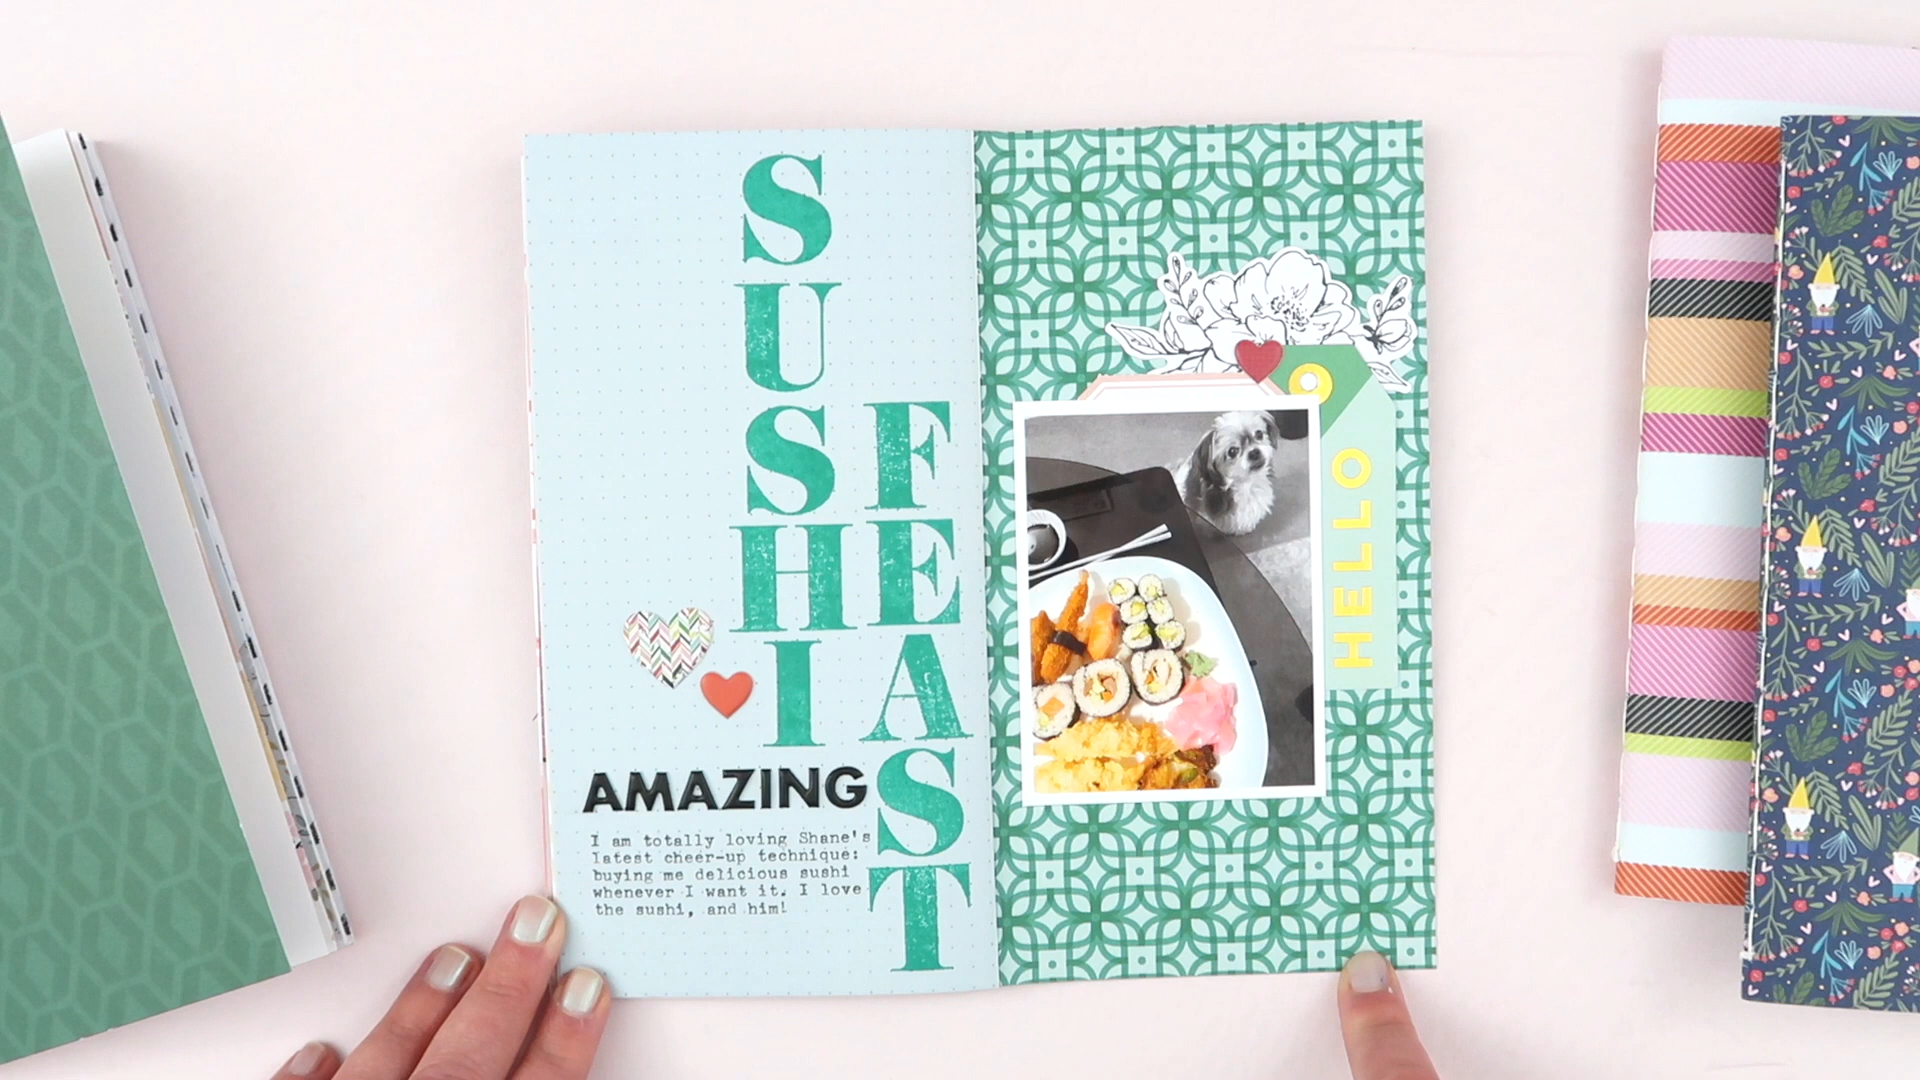 SUSHI
FEAST
AMAZING
I am totally loving Shane's
latest cheer-up technique:
buying me delicious sushi
whenever I want it. I love
the sushi, and him!
HELLO